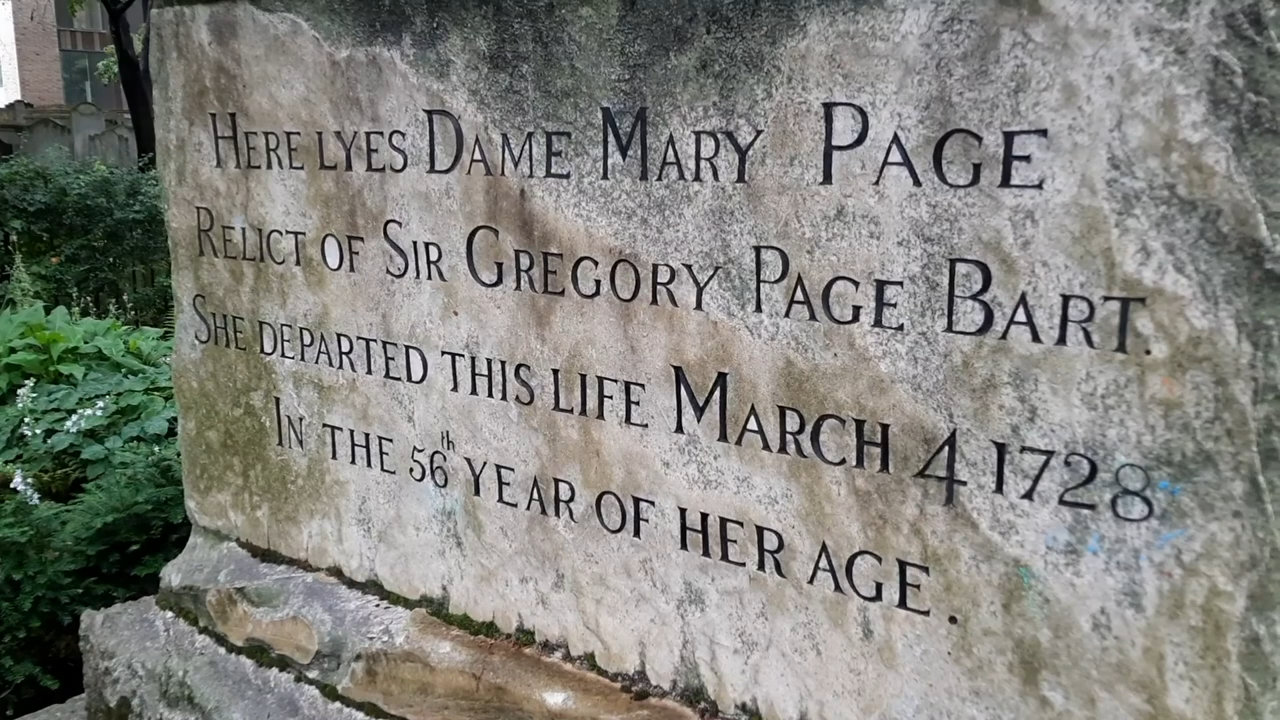 Here lyes Dame Mary Page
Relict of Sir Gregory Page Bart.
She departed this life March 4 1728
In the 56th year of her age.